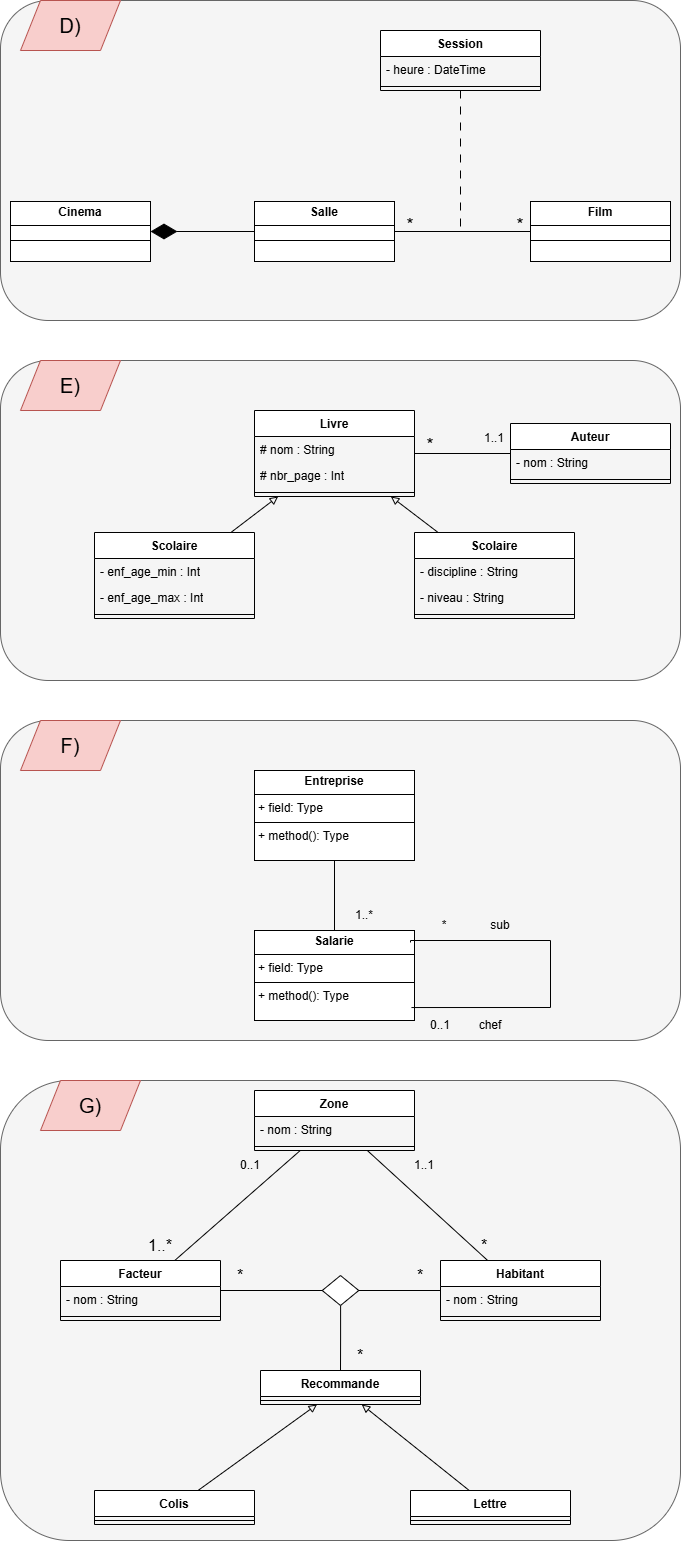 D)
Session
- heure : DateTime
Cinema
Salle
* *
Film
E)
Livre
# nom : String
# nbr_page : Int
* 1..1
Auteur
- nom : String
Scolaire
- enf_age_min : Int
- enf_age_max : Int
Scolaire
- discipline : String
- niveau : String
F)
Entreprise
+ field: Type
+ method(): Type
1..*
* sub
Salarie
+ field: Type
+ method(): Type
0..1 chef
G)
Zone
- nom : String
0..1 1..1
1..* *
Facteur
- nom : String
* *
Habitant
- nom : String
*
Recommande
Colis
Lettre